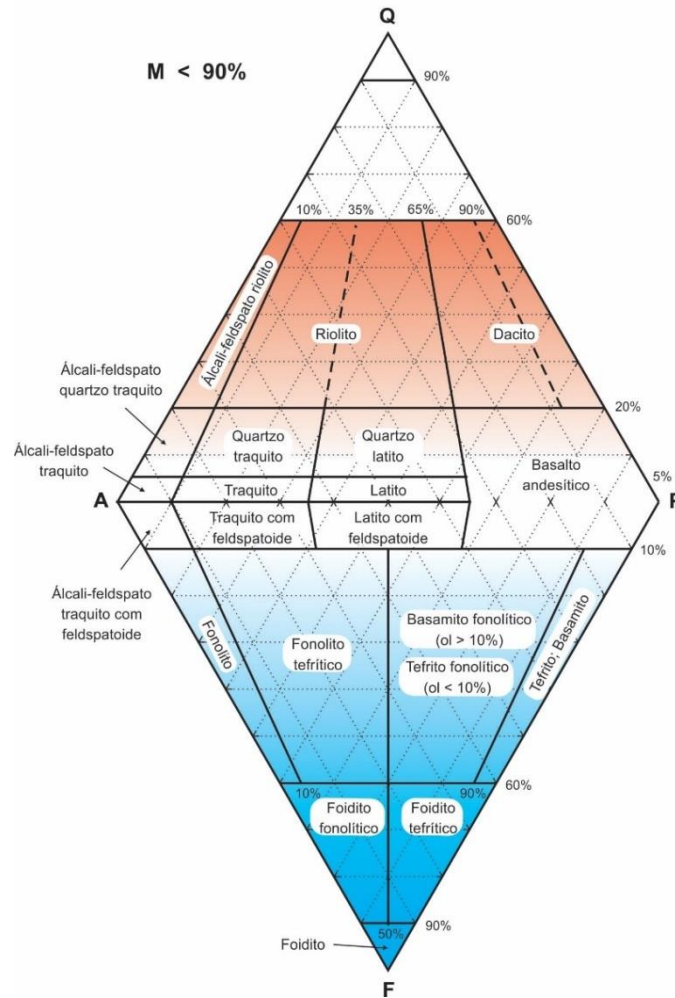 Q
M < 90%
90%
10% 35% 65% 90% 60%
Álcali-feldspato riolito
Riolito
Dacito
Álcali-feldspato
quartzo traquito
20%
Quartzo
traquito
Quartzo
latito
Álcali-feldspato
traquito
Basalto
andesítico
5%
Traquito
Latito
A
P
Traquito com
feldspatoide
Latito com
feldspatoide
10%
Álcali-feldspato
traquito com
feldspatoide
Fonolito
Fonolito
tefrítico
Basamito fonolítico
(ol > 10%)
Tefrito fonolítico
(ol < 10%)
Tefrito; Basamito
10% 90% 60%
Foidito
fonolítico
Foidito
tefrítico
50% 90%
Foidito
F